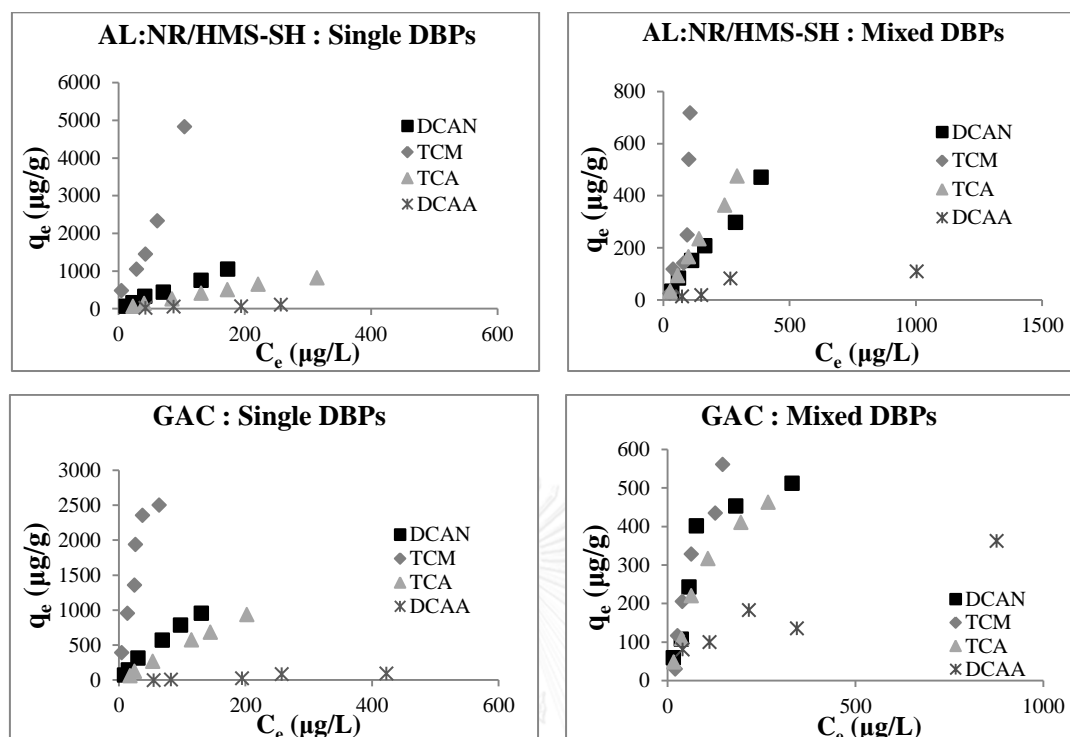 AL:NR/HMS-SH : Single DBPs
6000
5000
4000
3000
2000
1000
0
qe (µg/g)
0 200 400 600
Ce (µg/L)
DCAN
TCM
TCA
DCAA
AL:NR/HMS-SH : Mixed DBPs
800
600
400
200
0
qe (µg/g)
0 500 1000 1500
Ce (µg/L)
DCAN
TCM
TCA
DCAA
GAC : Single DBPs
3000
2500
2000
1500
1000
500
0
qe (µg/g)
0 200 400 600
Ce (µg/L)
DCAN
TCM
TCA
DCAA
GAC : Mixed DBPs
600
500
400
300
200
100
0
qe (µg/g)
0 500 1000
Ce (µg/L)
DCAN
TCM
TCA
DCAA